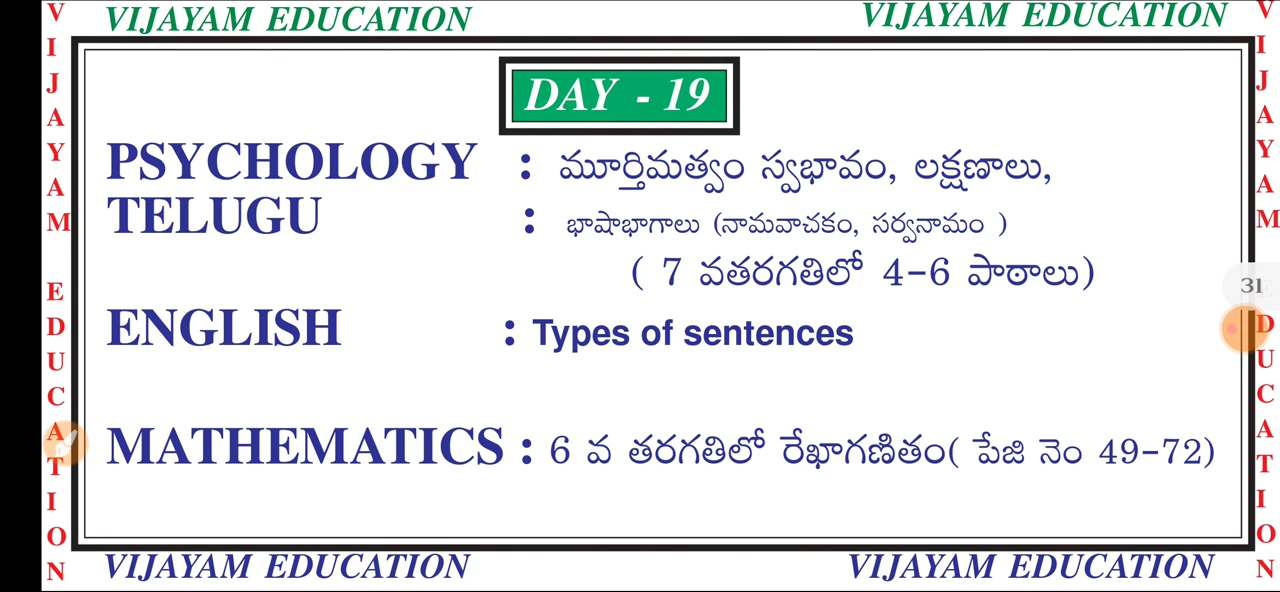 VIJAYAM EDUCATION
VIJAYAM EDUCATION
VIJAYAM EDUCATION
VIJAYAM EDUCATION
DAY - 19
PSYCHOLOGY : మూర్తిమత్వం స్వభావం, లక్షణాలు,
TELUGU : భాషాభాగాలు (నామవాచకం, సర్వనామం )
( 7 వతరగతిలో 4-6 పాఠాలు)
31
ENGLISH : Types of sentences
MATHEMATICS : 6 వ తరగతిలో రేఖాగణితం( పేజి నెం 49-72)
VIJAYAM EDUCATION
VIJAYAM EDUCATION